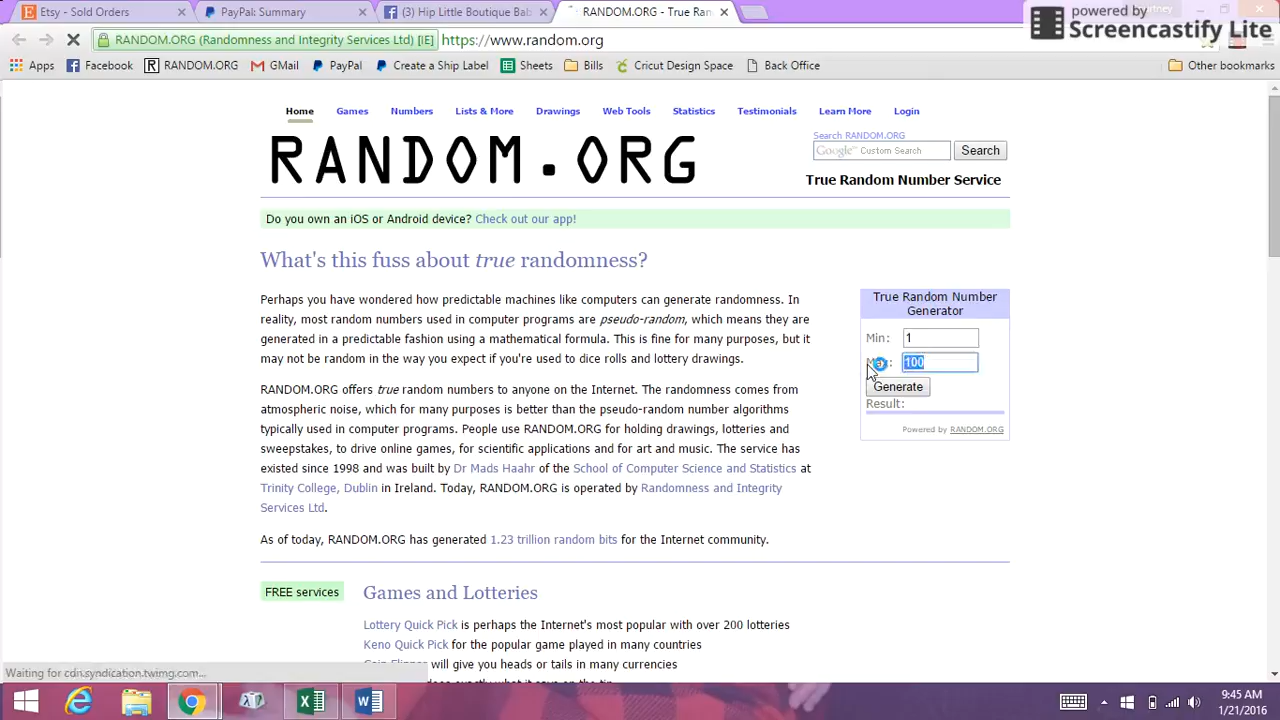 Etsy - Sold Orders
PayPal: Summary
(3) Hip Little Boutique Bab
RANDOM.ORG - True Ran
powered by
Screencastify Lite
RANDOM.ORG (Randomness and Integrity Services Ltd) [IE] https://www.random.org
Apps Facebook RANDOM.ORG GMail PayPal Create a Ship Label Sheets Bills Cricut Design Space Back Office Other bookmarks
Home Games Numbers Lists & More Drawings Web Tools Statistics Testimonials Learn More Login
RANDOM.ORG
Search RANDOM.ORG
Google Custom Search Search
True Random Number Service
Do you own an iOS or Android device? Check out our app!
What's this fuss about true randomness?
Perhaps you have wondered how predictable machines like computers can generate randomness. In
reality, most random numbers used in computer programs are pseudo-random, which means they are
generated in a predictable fashion using a mathematical formula. This is fine for many purposes, but it
may not be random in the way you expect if you're used to dice rolls and lottery drawings.
RANDOM.ORG offers true random numbers to anyone on the Internet. The randomness comes from
atmospheric noise, which for many purposes is better than the pseudo-random number algorithms
typically used in computer programs. People use RANDOM.ORG for holding drawings, lotteries and
sweepstakes, to drive online games, for scientific applications and for art and music. The service has
existed since 1998 and was built by Dr Mads Haahr of the School of Computer Science and Statistics at
Trinity College, Dublin in Ireland. Today, RANDOM.ORG is operated by Randomness and Integrity
Services Ltd.
As of today, RANDOM.ORG has generated 1.23 trillion random bits for the Internet community.
True Random Number
Generator
Min: 1
100
Generate
Result:
Powered by RANDOM.ORG
FREE services
Games and Lotteries
Lottery Quick Pick is perhaps the Internet's most popular with over 200 lotteries
Keno Quick Pick for the popular game played in many countries
Coin Flipper will give you heads or tails in many currencies
Waiting for cdn.syndication.twimg.com...
9:45 AM
1/21/2016